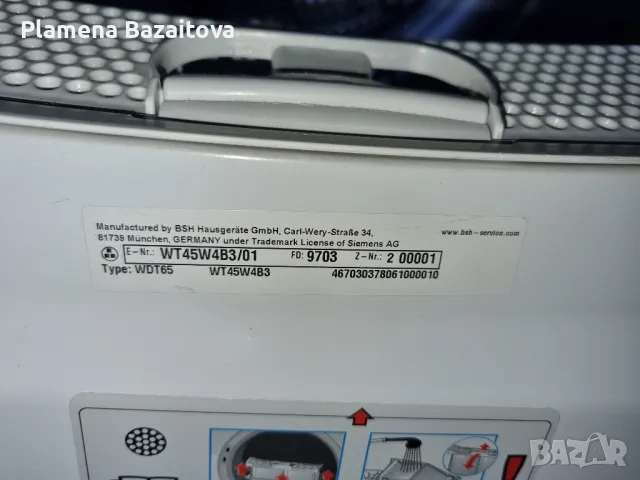 Plamena Bazaitova
Manufactured by BSH Hausgeräte GmbH, Carl-Wery-Straße 34,
81739 München, GERMANY under Trademark License of Siemens AG
www.bsh-service.com
E-Nr.: WT45W4B3/01 FD: 9703 Z-Nr.: 2 00001
Type: WDT65 WT45W4B3 467030378061000010
BAZAR